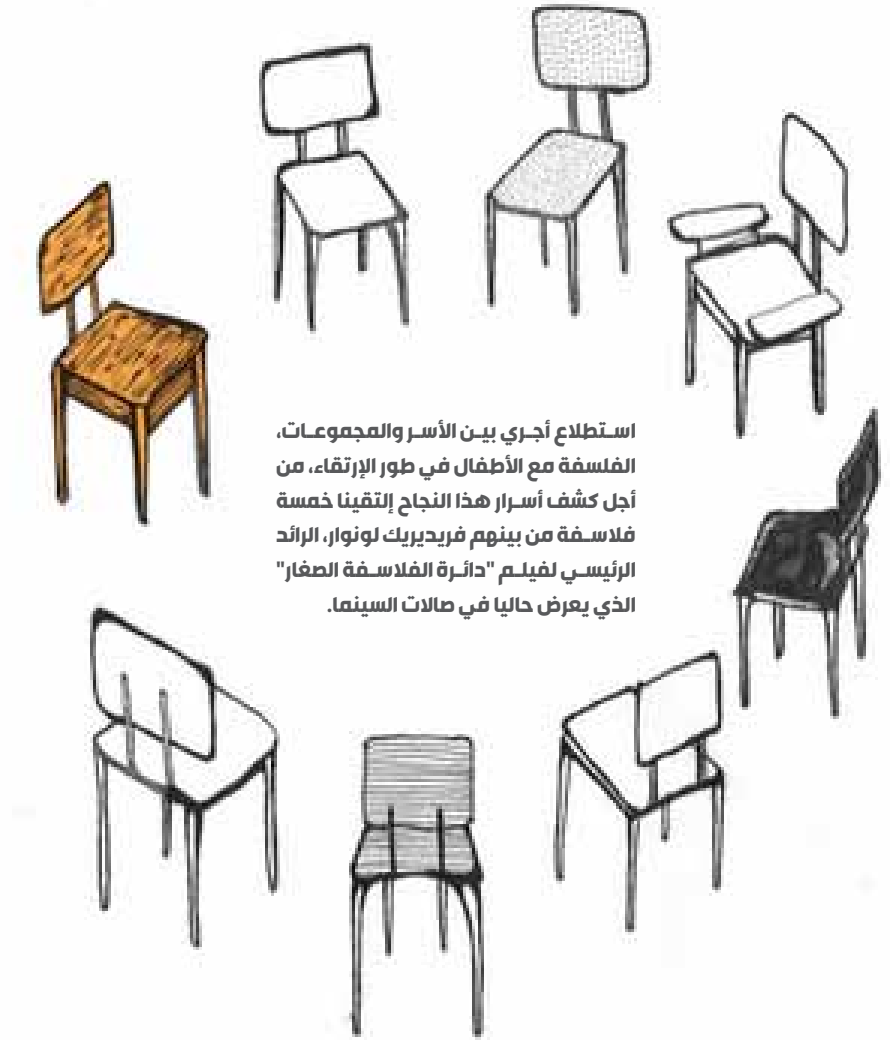 استطلاع أجري بين الأسر والمجموعات،
الفلسفة مع الأطفال في طور الإرتقاء، من
أجل كشف أسرار هذا النجاح إلتقينا خمسة
فلاسفة من بينهم فريديريك لونوار، الرائد
الرئيسي لفيلم "دائرة الفلاسفة الصغار"
الذي يعرض حاليا في صالات السينما.